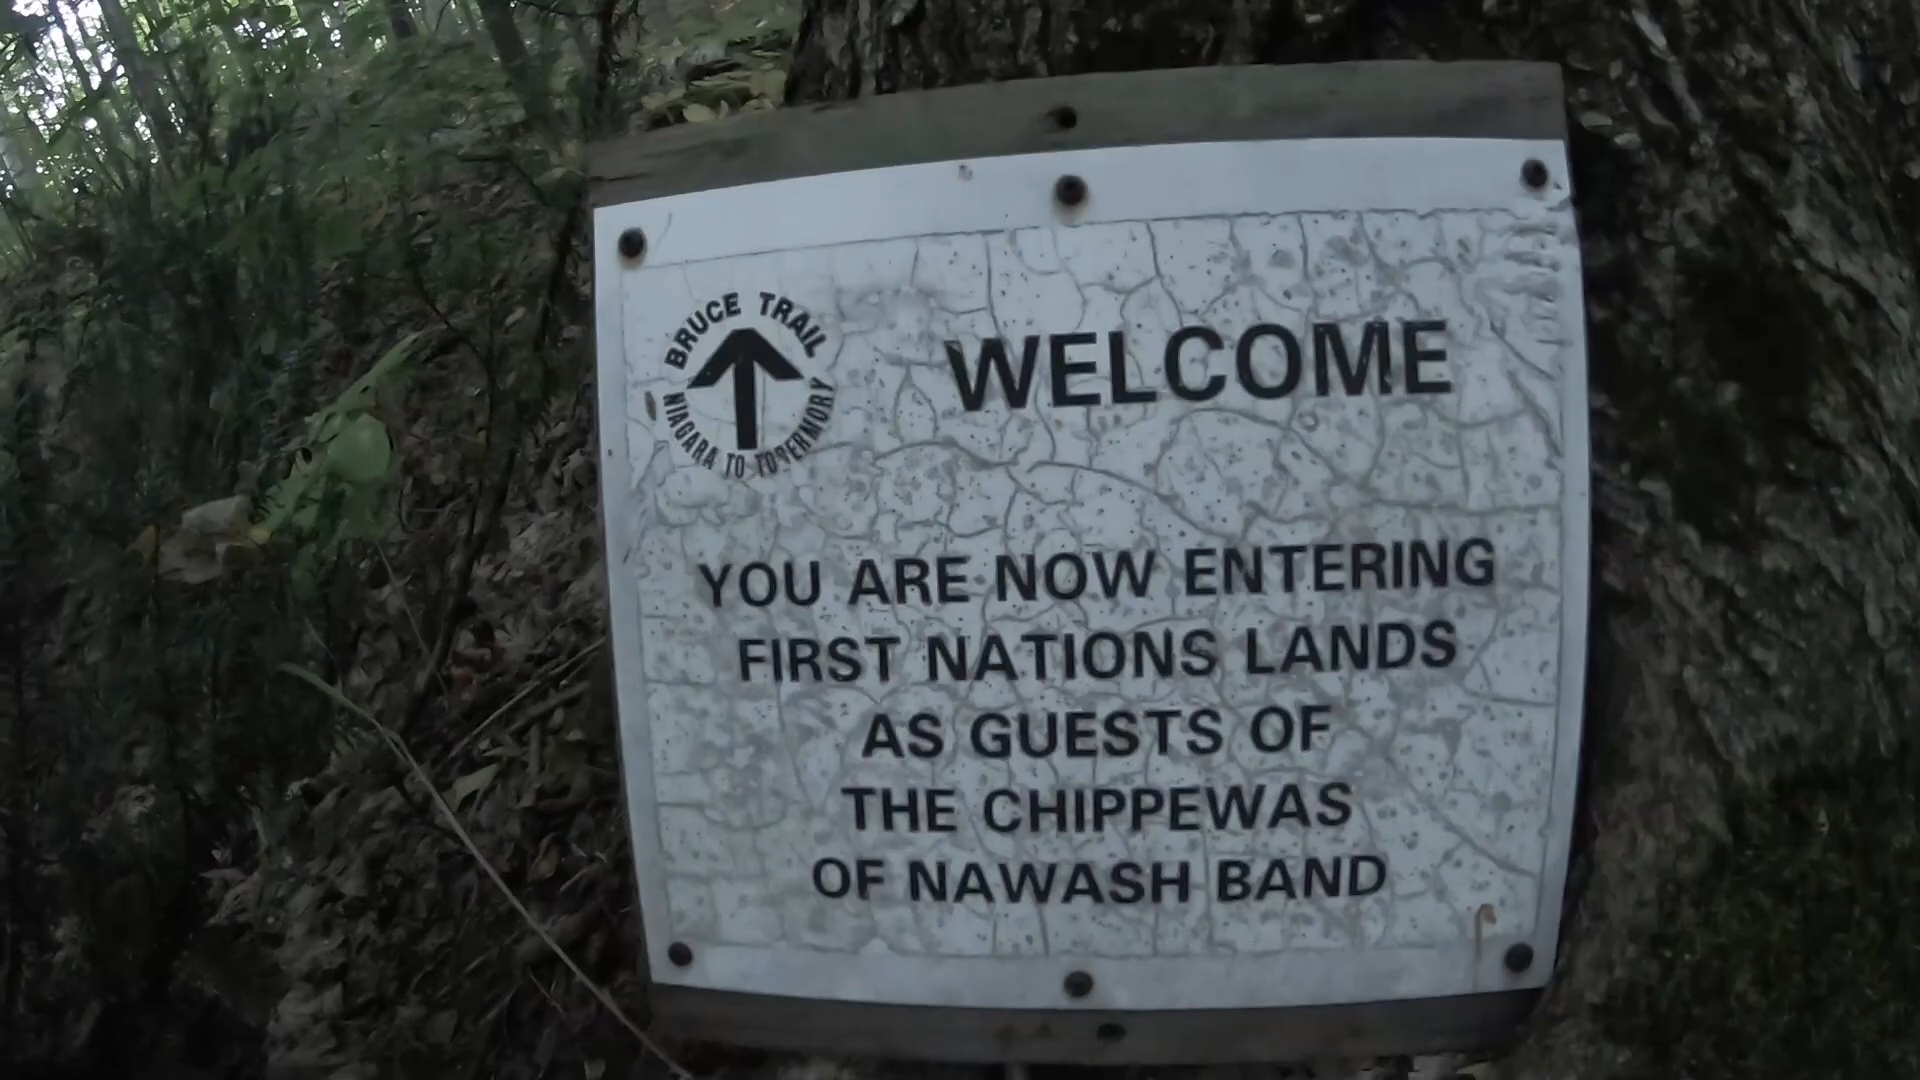 BRUCE TRAIL
NIAGARA TO TOBERMORY
WELCOME
YOU ARE NOW ENTERING
FIRST NATIONS LANDS
AS GUESTS OF
THE CHIPPEWAS
OF NAWASH BAND